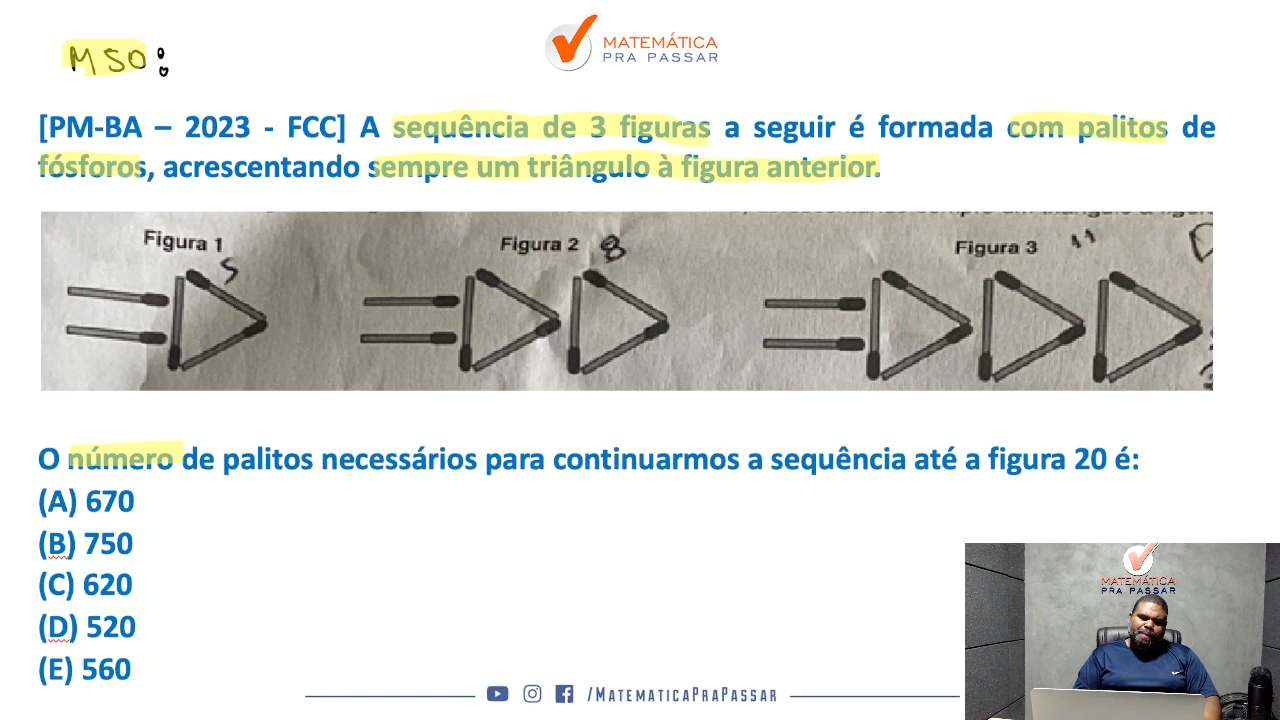 MATEMÁTICA
PRA PASSAR
MSO:
[PM-BA – 2023 - FCC] A sequência de 3 figuras a seguir é formada com palitos de
fósforos, acrescentando sempre um triângulo à figura anterior.
Figura 1 5
Figura 2 8
Figura 3 11
O número de palitos necessários para continuarmos a sequência até a figura 20 é:
(A) 670
(B) 750
(C) 620
(D) 520
(E) 560
MATEMÁTICA
PRA PASSAR
/MATEMATICAPRAPASSAR